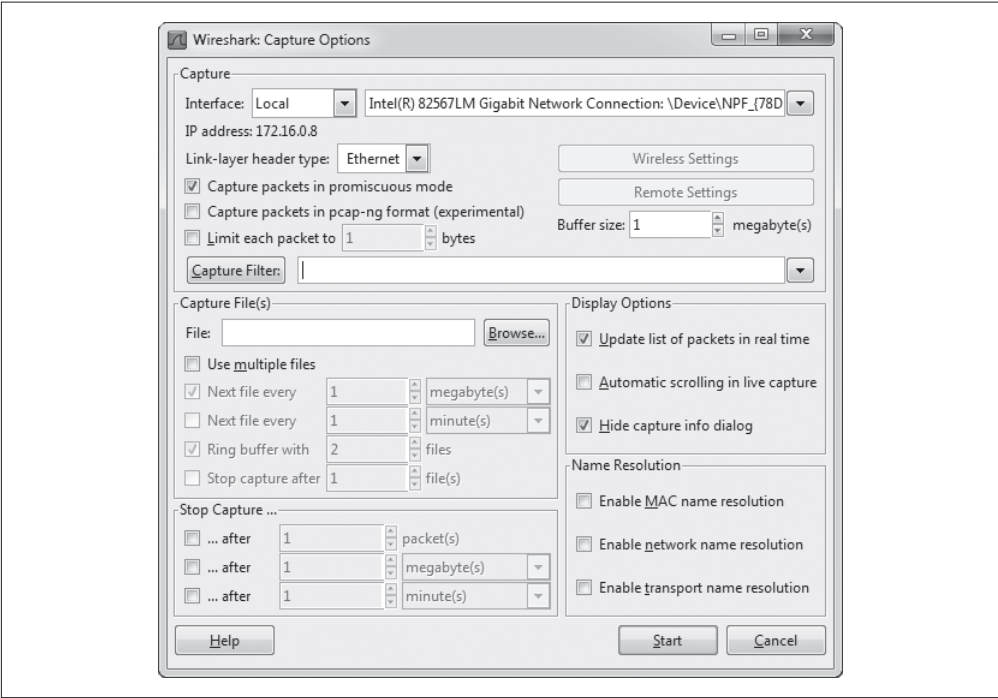 Wireshark: Capture Options
Capture
Interface: Local Intel(R) 82567LM Gigabit Network Connection: \Device\NPF_{78D
IP address: 172.16.0.8
Link-layer header type: Ethernet
Wireless Settings
Capture packets in promiscuous mode
Remote Settings
Capture packets in pcap-ng format (experimental)
Buffer size: 1 megabyte(s)
Limit each packet to 1 bytes
Capture Filter:
Capture File(s)
File: Browse...
Use multiple files
Next file every 1 megabyte(s)
Next file every 1 minute(s)
Ring buffer with 2 files
Stop capture after 1 file(s)
Stop Capture ...
... after 1 packet(s)
... after 1 megabyte(s)
... after 1 minute(s)
Display Options
Update list of packets in real time
Automatic scrolling in live capture
Hide capture info dialog
Name Resolution
Enable MAC name resolution
Enable network name resolution
Enable transport name resolution
Help
Start
Cancel